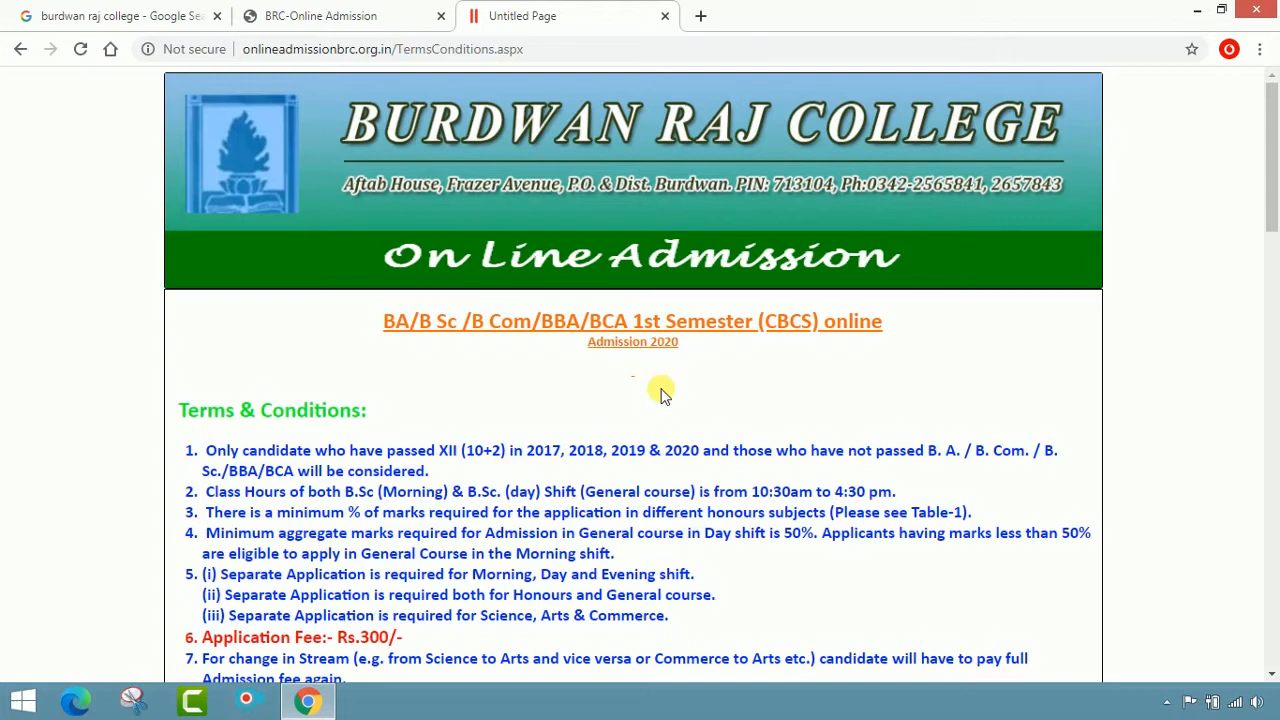 burdwan raj college - Google Sea
BRC-Online Admission
Untitled Page
Not secure
onlineadmissionbrc.org.in/TermsConditions.aspx
BURDWAN RAJ COLLEGE
Aftab House, Frazer Avenue, P.O. & Dist. Burdwan. PIN: 713104, Ph:0342-2565841, 2657843
On Line Admission
BA/B Sc /B Com/BBA/BCA 1st Semester (CBCS) online
Admission 2020
Terms & Conditions:
1. Only candidate who have passed XII (10+2) in 2017, 2018, 2019 & 2020 and those who have not passed B. A. / B. Com. / B.
Sc./BBA/BCA will be considered.
2. Class Hours of both B.Sc (Morning) & B.Sc. (day) Shift (General course) is from 10:30am to 4:30 pm.
3. There is a minimum % of marks required for the application in different honours subjects (Please see Table-1).
4. Minimum aggregate marks required for Admission in General course in Day shift is 50%. Applicants having marks less than 50%
are eligible to apply in General Course in the Morning shift.
5. (i) Separate Application is required for Morning, Day and Evening shift.
(ii) Separate Application is required both for Honours and General course.
(iii) Separate Application is required for Science, Arts & Commerce.
6. Application Fee:- Rs.300/-
7. For change in Stream (e.g. from Science to Arts and vice versa or Commerce to Arts etc.) candidate will have to pay full
Admission fee again.